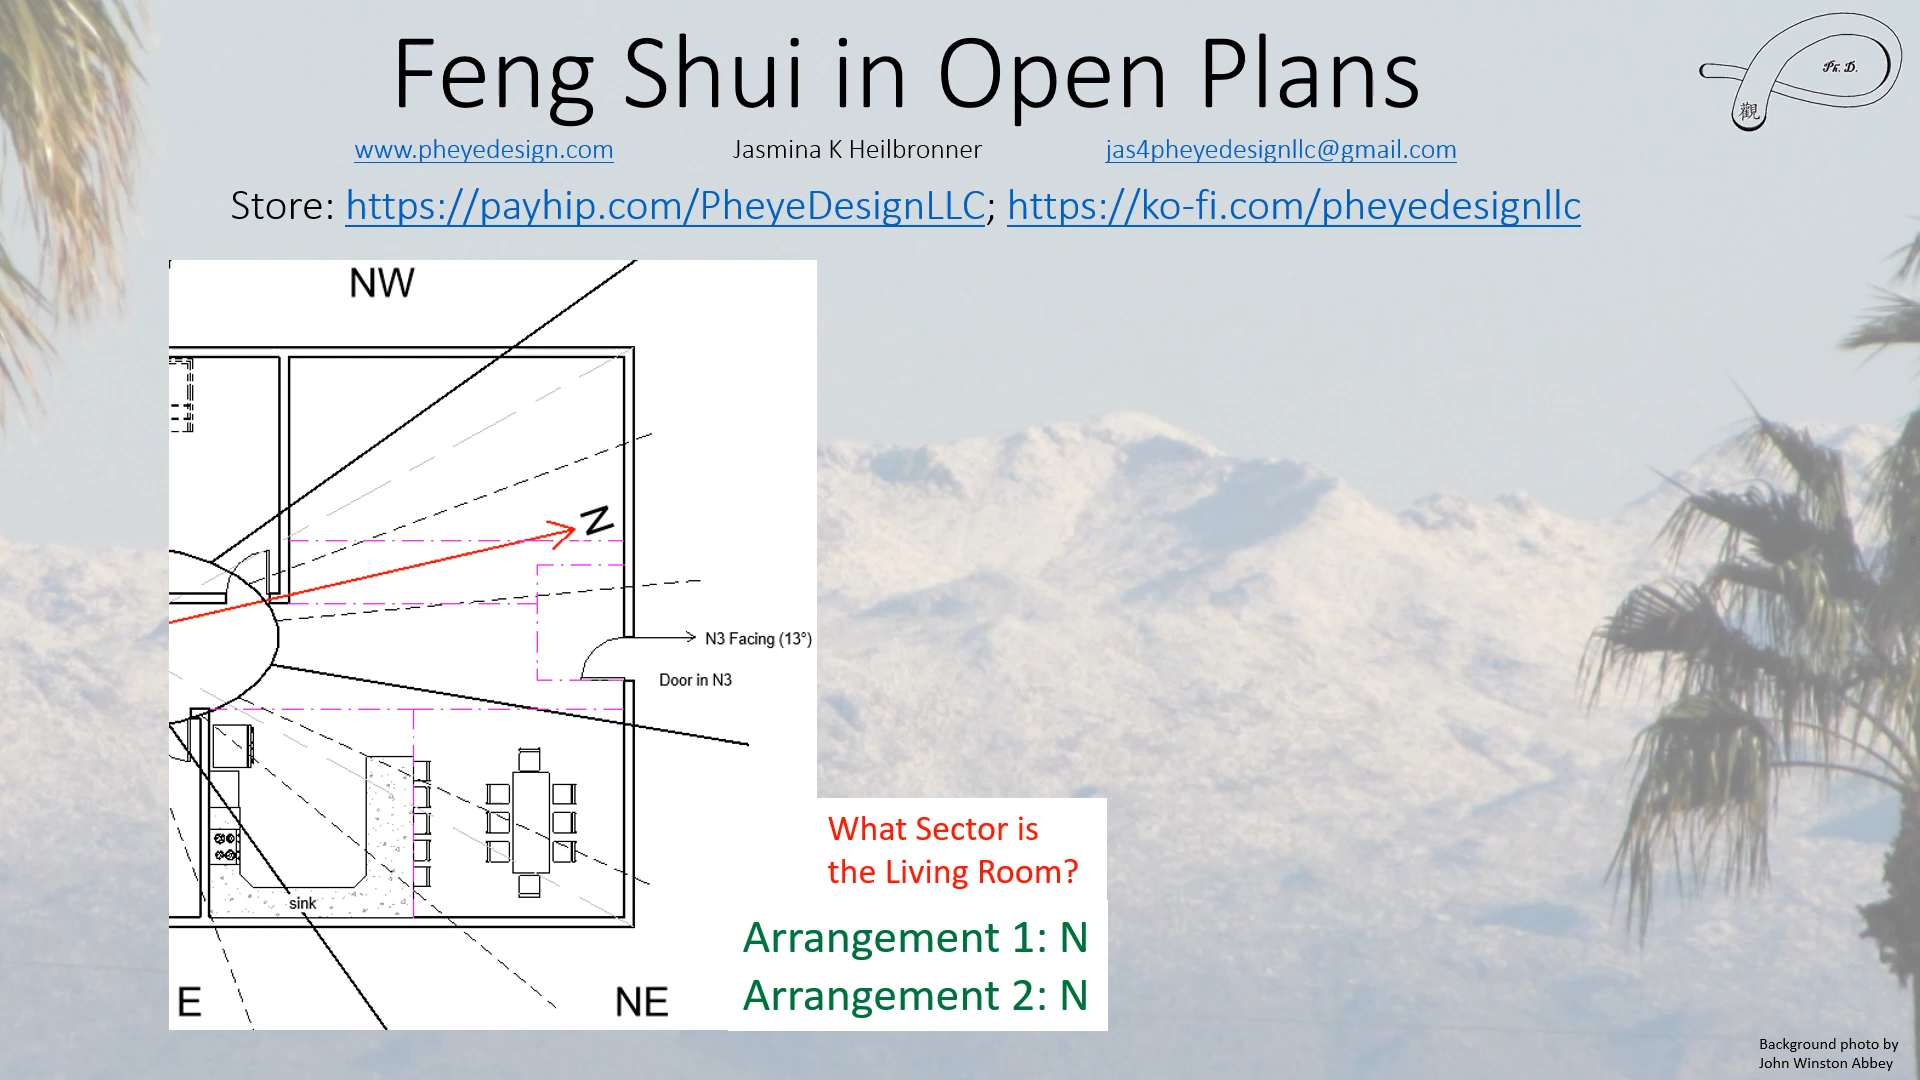 Feng Shui in Open Plans
Ph. D.
觀
www.pheyedesign.com Jasmina K Heilbronner jas4pheyedesignllc@gmail.com
Store: https://payhip.com/PheyeDesignLLC; https://ko-fi.com/pheyedesignllc
NW
N
N3 Facing (13°)
Door in N3
sink
E
NE
What Sector is
the Living Room?
Arrangement 1: N
Arrangement 2: N
Background photo by
John Winston Abbey